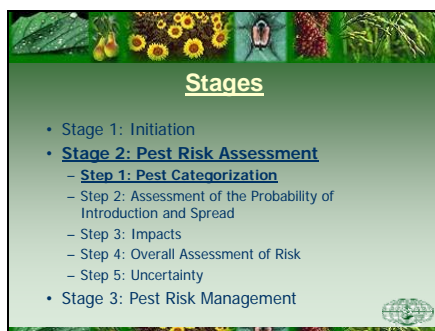 Stages
• Stage 1: Initiation
• Stage 2: Pest Risk Assessment
– Step 1: Pest Categorization
– Step 2: Assessment of the Probability of
Introduction and Spread
– Step 3: Impacts
– Step 4: Overall Assessment of Risk
– Step 5: Uncertainty
• Stage 3: Pest Risk Management